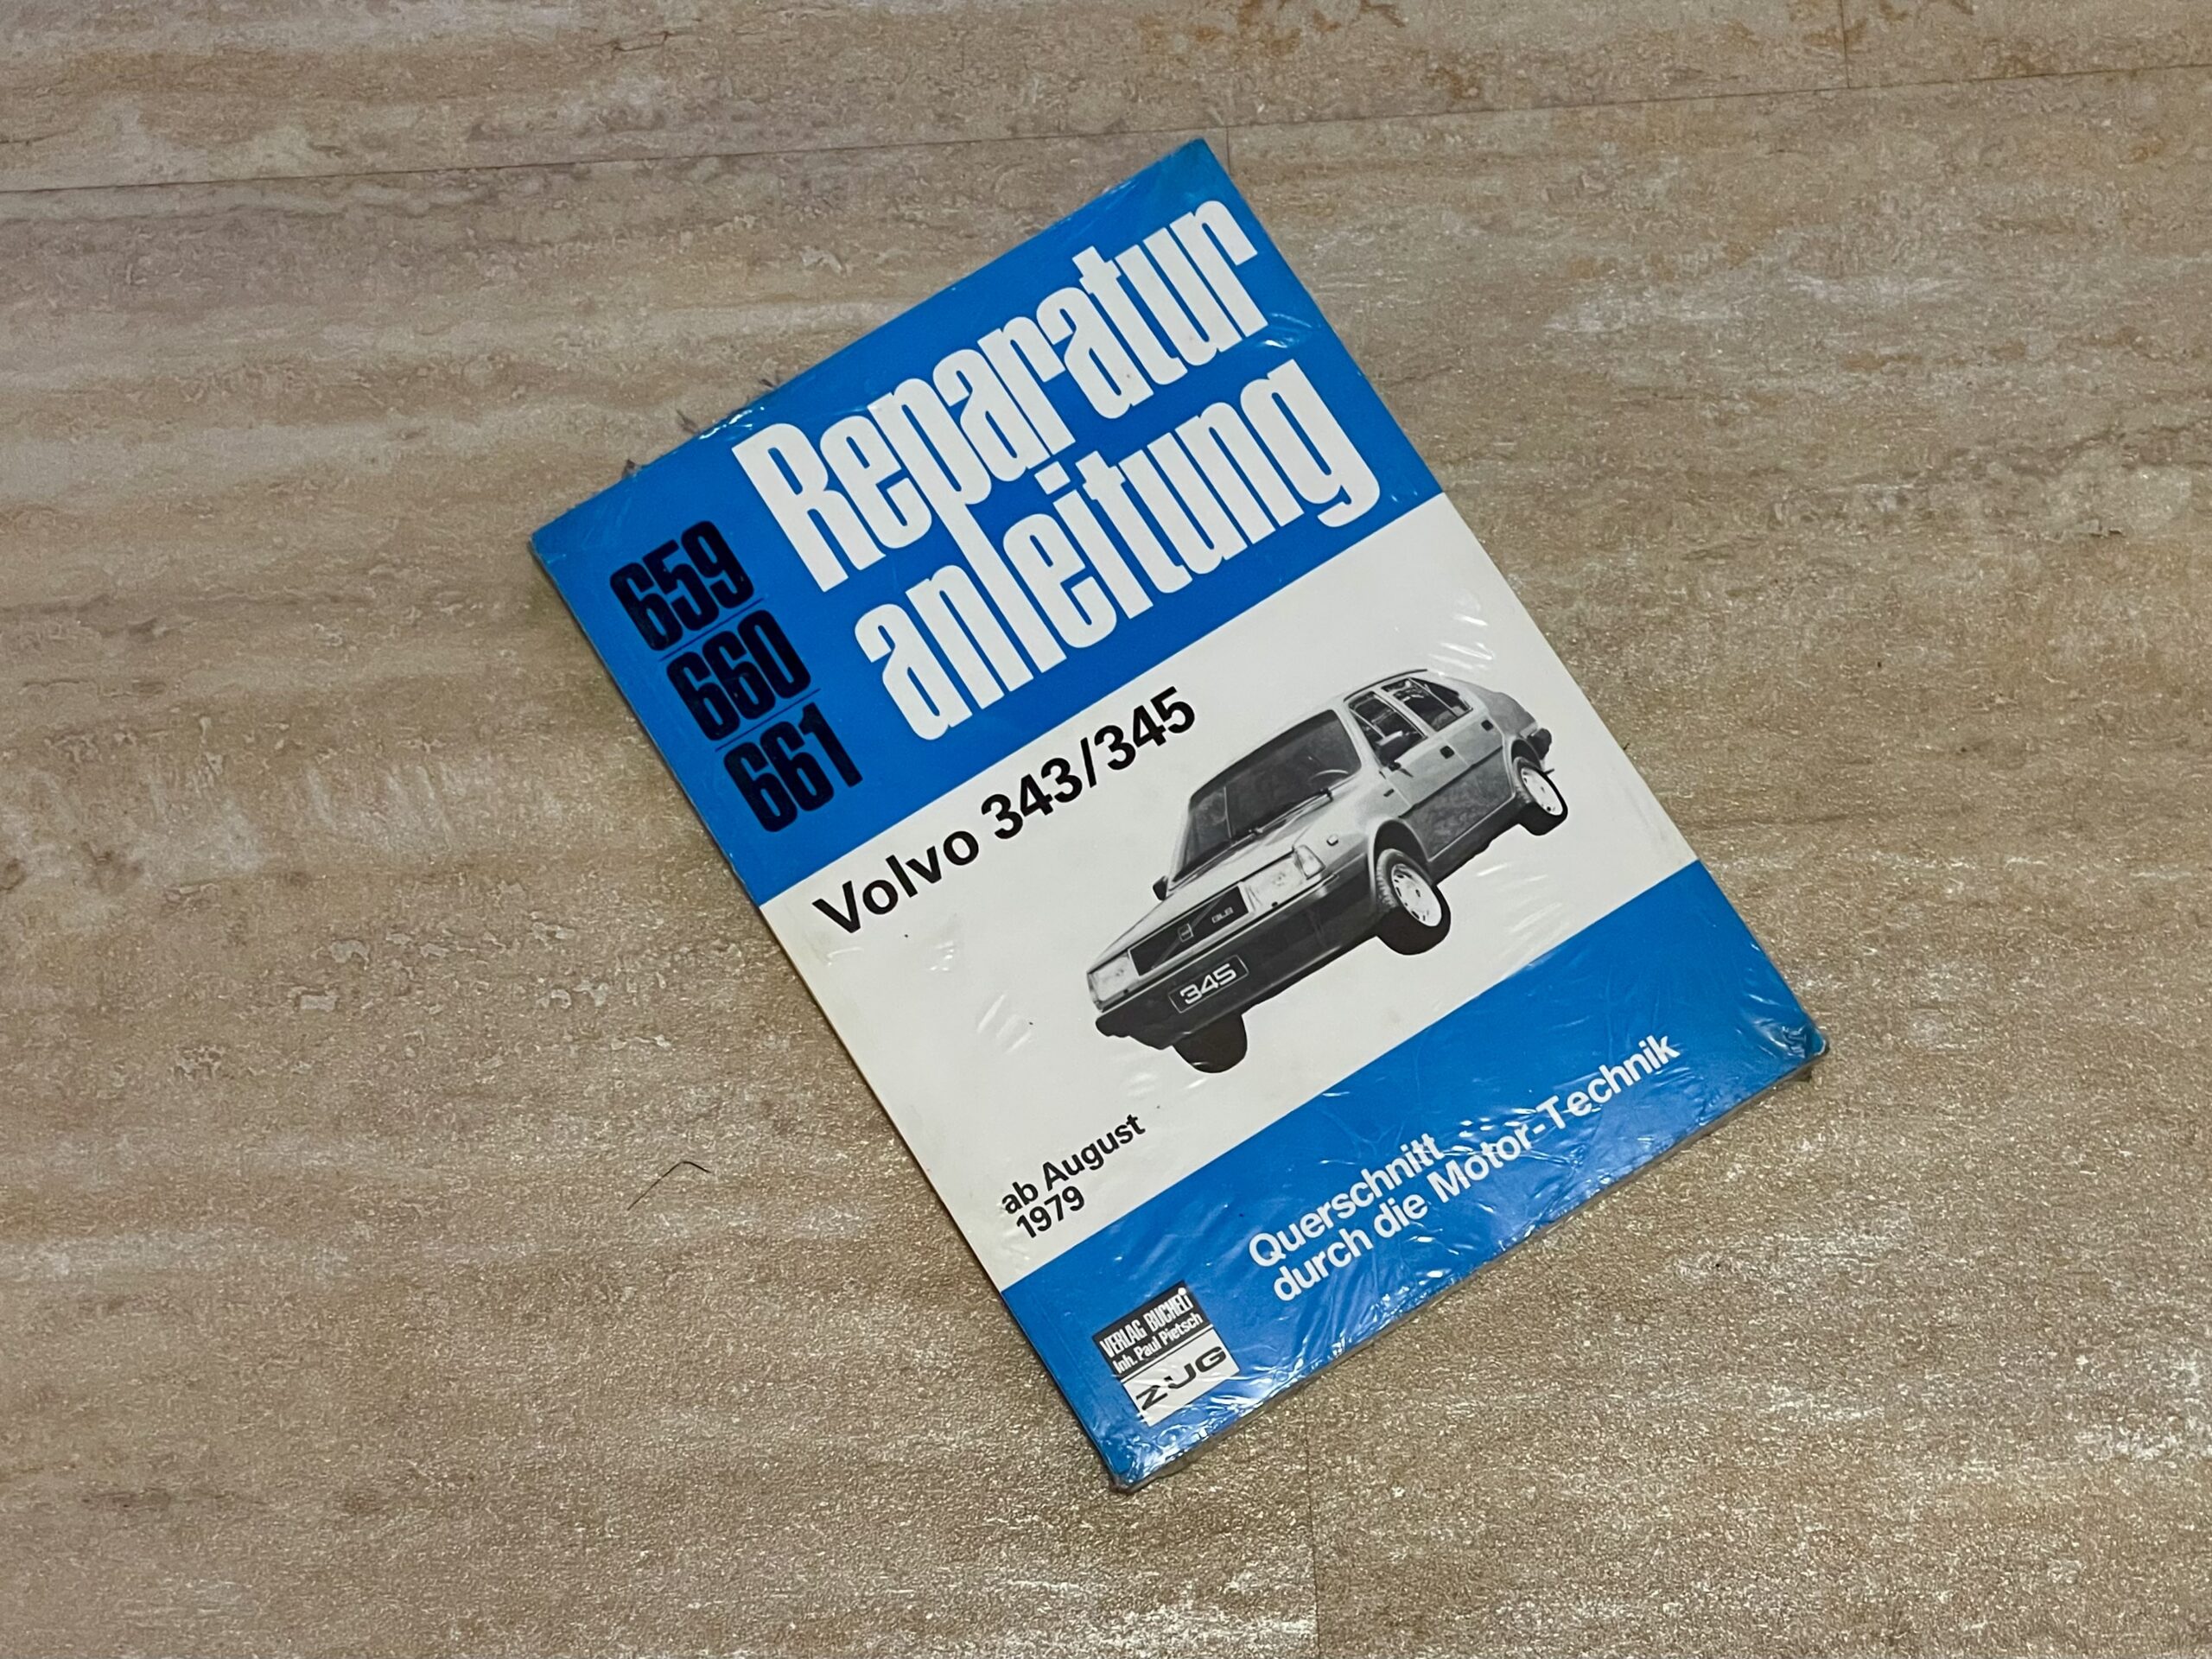 Reparatur
anleitung
659
660
661
Volvo 343/345
345
ab August
1979
Querschnitt
durch die Motor-Technik
VERLAG BUCHELI
Inh. Paul Pietsch
ZUG